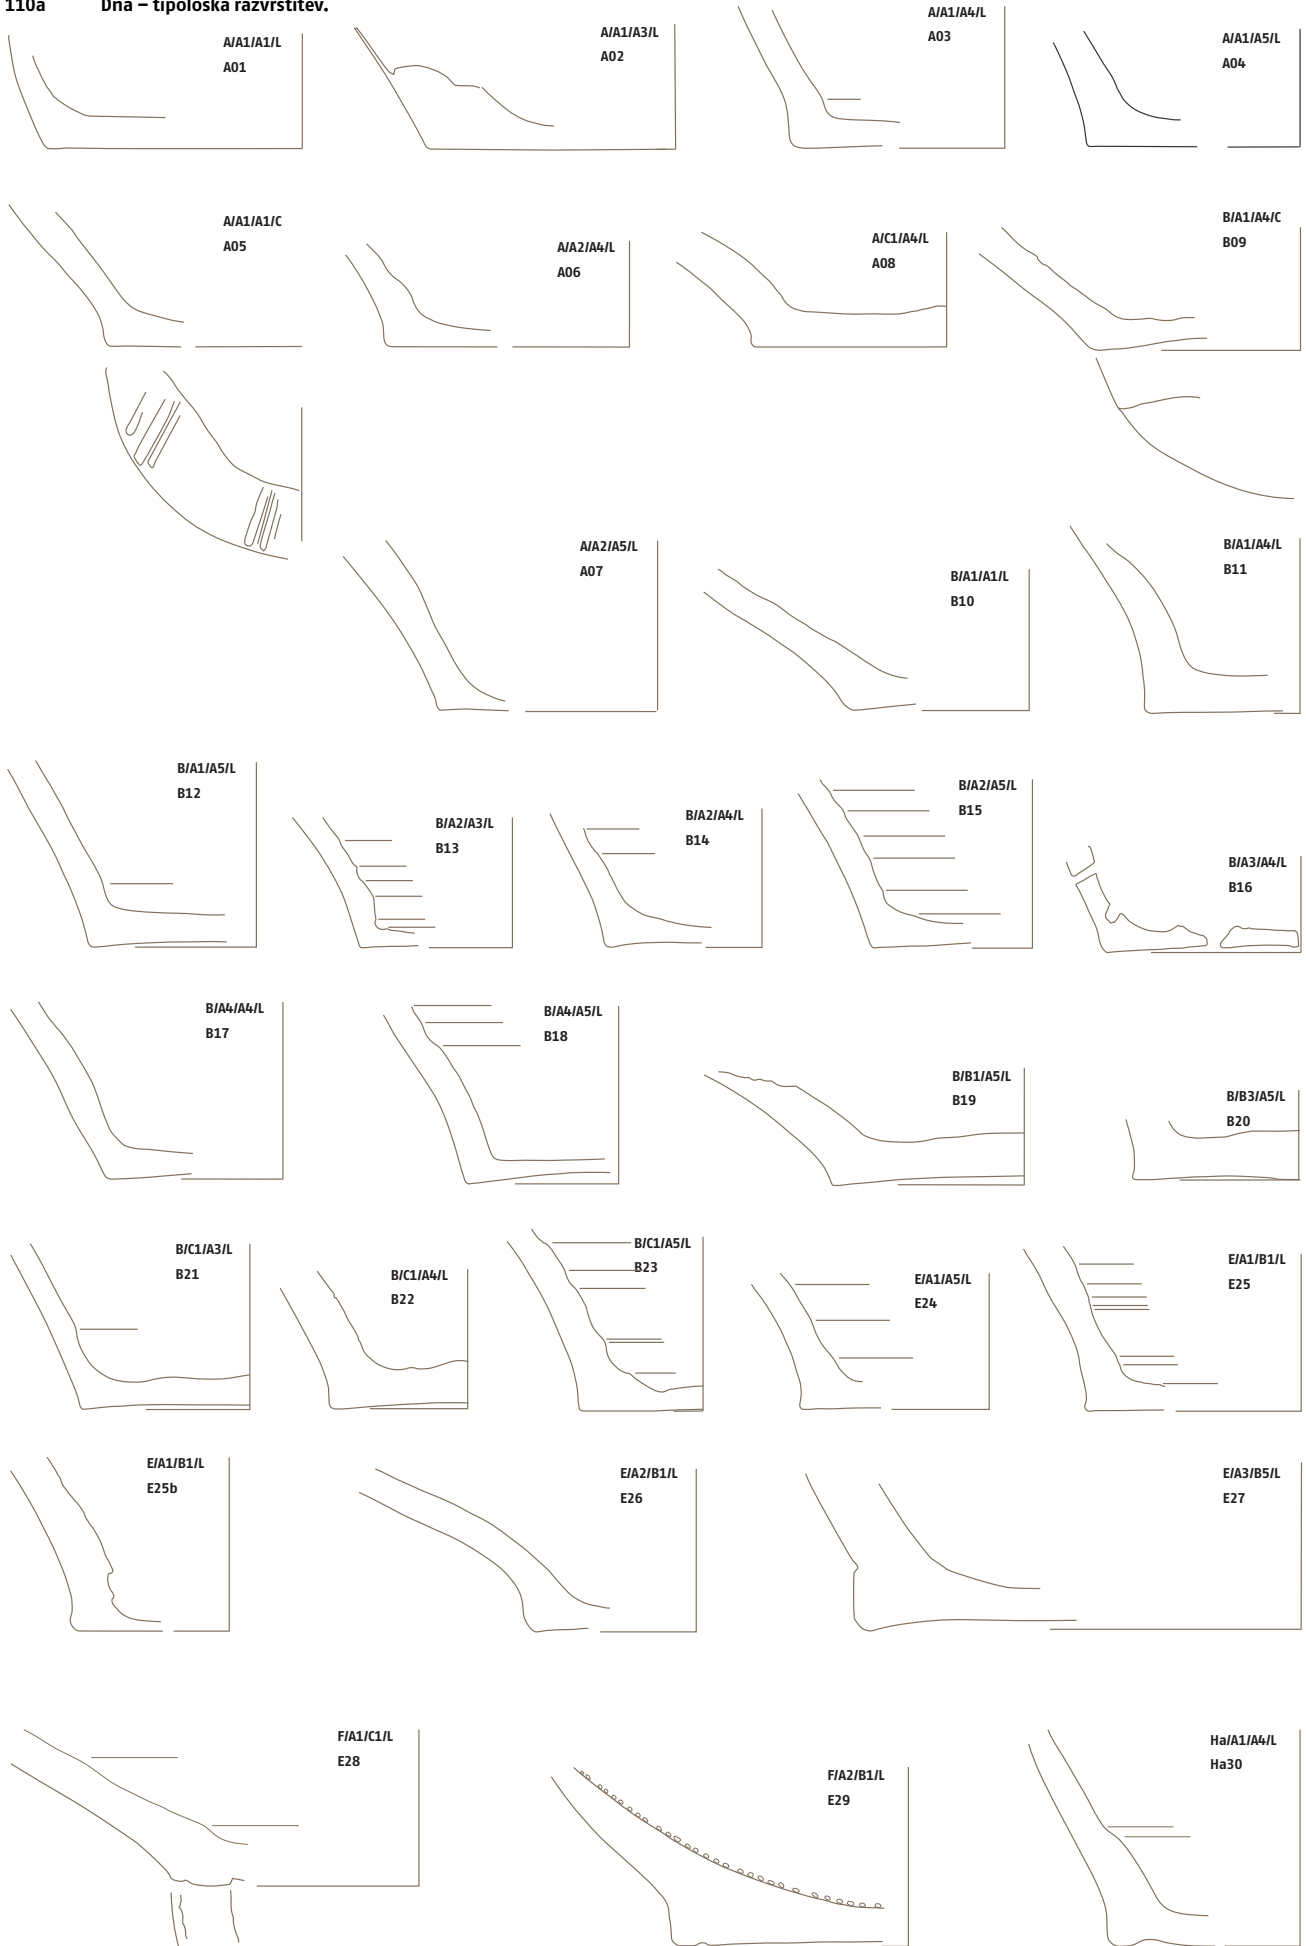 110a Dna – tipološka razvrstitev.
A/A1/A1/L
A01
A/A1/A3/L
A02
A/A1/A4/L
A03
A/A1/A5/L
A04
A/A1/A1/C
A05
A/A2/A4/L
A06
A/C1/A4/L
A08
B/A1/A4/C
B09
A/A2/A5/L
A07
B/A1/A1/L
B10
B/A1/A4/L
B11
B/A1/A5/L
B12
B/A2/A3/L
B13
B/A2/A4/L
B14
B/A2/A5/L
B15
B/A3/A4/L
B16
B/A4/A4/L
B17
B/A4/A5/L
B18
B/B1/A5/L
B19
B/B3/A5/L
B20
B/C1/A3/L
B21
B/C1/A4/L
B22
B/C1/A5/L
B23
E/A1/A5/L
E24
E/A1/B1/L
E25
E/A1/B1/L
E25b
E/A2/B1/L
E26
E/A3/B5/L
E27
F/A1/C1/L
E28
F/A2/B1/L
E29
Ha/A1/A4/L
Ha30